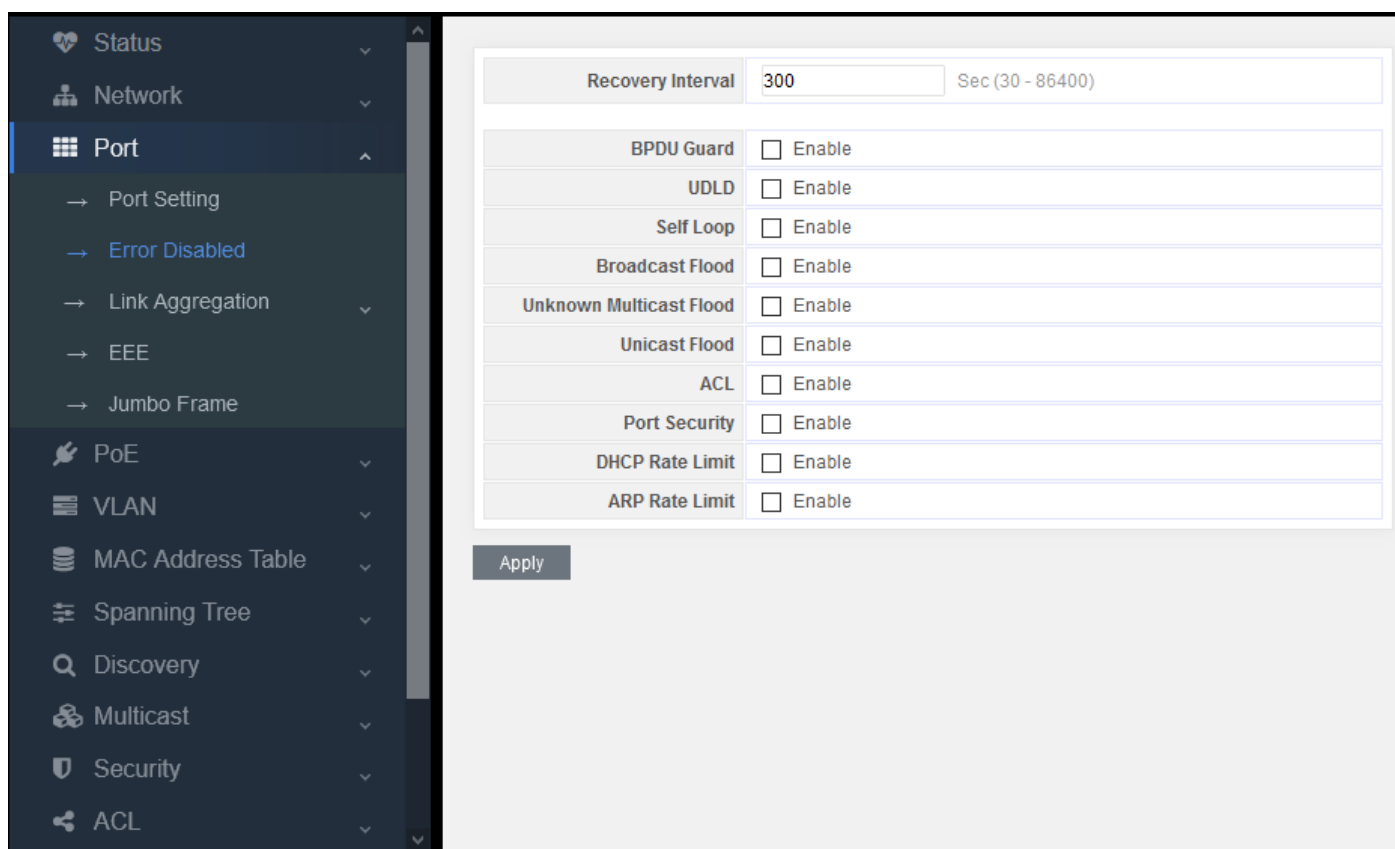 Status
Network
Port
→ Port Setting
→ Error Disabled
→ Link Aggregation
→ EEE
→ Jumbo Frame
PoE
VLAN
MAC Address Table
Spanning Tree
Discovery
Multicast
Security
ACL
Recovery Interval 300 Sec (30 - 86400)
BPDU Guard Enable
UDLD Enable
Self Loop Enable
Broadcast Flood Enable
Unknown Multicast Flood Enable
Unicast Flood Enable
ACL Enable
Port Security Enable
DHCP Rate Limit Enable
ARP Rate Limit Enable
Apply